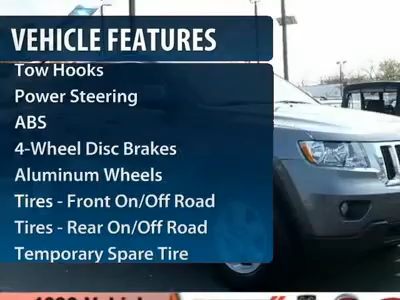 VEHICLE FEATURES
Tow Hooks
Power Steering
ABS
4-Wheel Disc Brakes
Aluminum Wheels
Tires - Front On/Off Road
Tires - Rear On/Off Road
Temporary Spare Tire